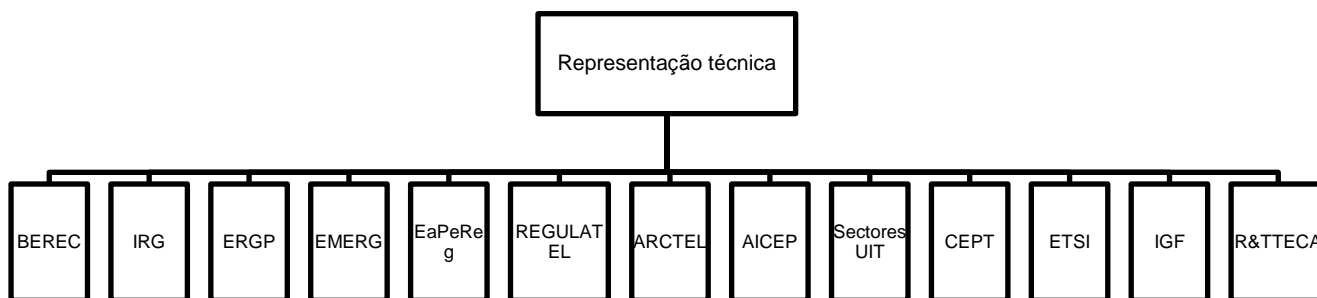 Representação técnica
BEREC
IRG
ERGP
EMERG
EaPeRe
g
REGULAT
EL
ARCTEL
AICEP
Sectores
UIT
CEPT
ETSI
IGF
R&TTECA